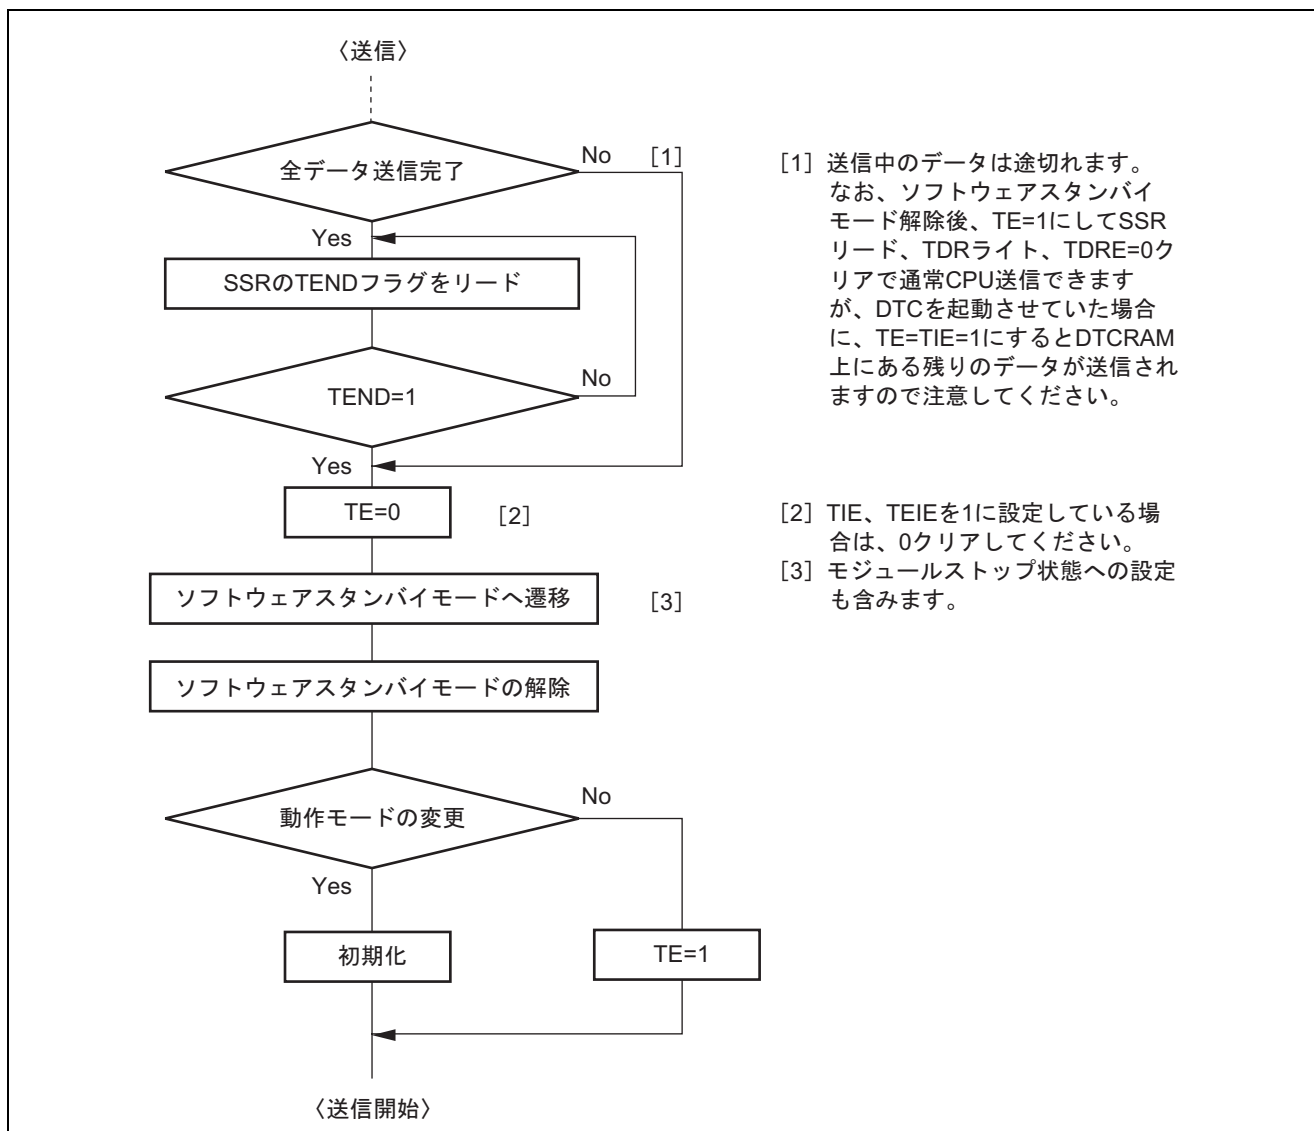 〈送信〉
全データ送信完了
No [1]
Yes
SSRのTENDフラグをリード
TEND=1
No
Yes
TE=0 [2]
ソフトウェアスタンバイモードへ遷移 [3]
ソフトウェアスタンバイモードの解除
動作モードの変更
No
Yes
初期化
TE=1
〈送信開始〉
[1] 送信中のデータは途切れます。
なお、ソフトウェアスタンバイ
モード解除後、TE=1にしてSSR
リード、TDRライト、TDRE=0ク
リアで通常CPU送信できます
が、DTCを起動させていた場合
に、TE=TIE=1にするとDTCRAM
上にある残りのデータが送信され
ますので注意してください。
[2] TIE、TEIEを1に設定している場
合は、0クリアしてください。
[3] モジュールストップ状態への設定
も含みます。